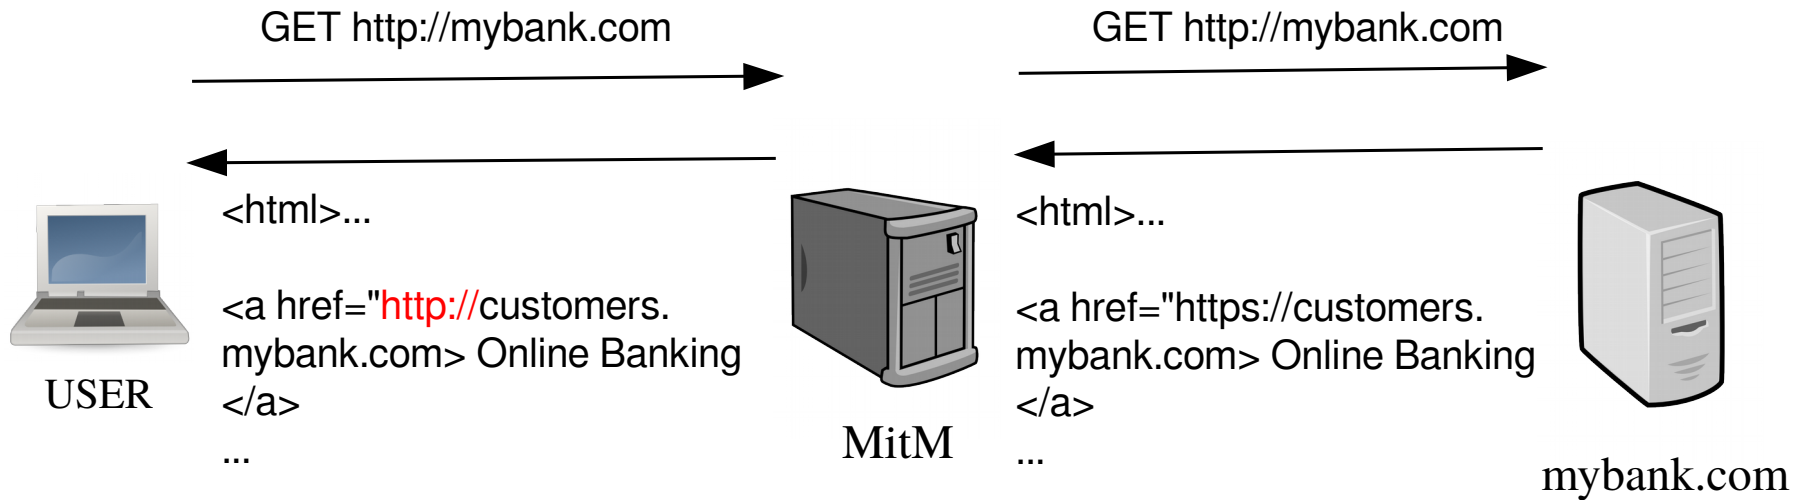 GET http://mybank.com
GET http://mybank.com
<html>...
<a href="http://customers.
mybank.com> Online Banking
</a>
...
<html>...
<a href="https://customers.
mybank.com> Online Banking
</a>
...
USER
MitM
mybank.com